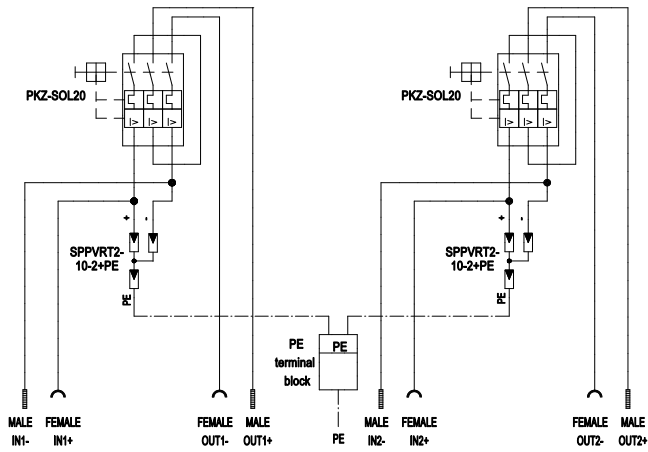 PKZ-SOL20
PKZ-SOL20
I> I> I>
I> I> I>
+ -
+ -
SPPVRT2-
10-2+PE
SPPVRT2-
10-2+PE
PE
PE
PE
terminal
block
PE
MALE
IN1-
FEMALE
IN1+
FEMALE
OUT1-
MALE
OUT1+
PE
MALE
IN2-
FEMALE
IN2+
FEMALE
OUT2-
MALE
OUT2+